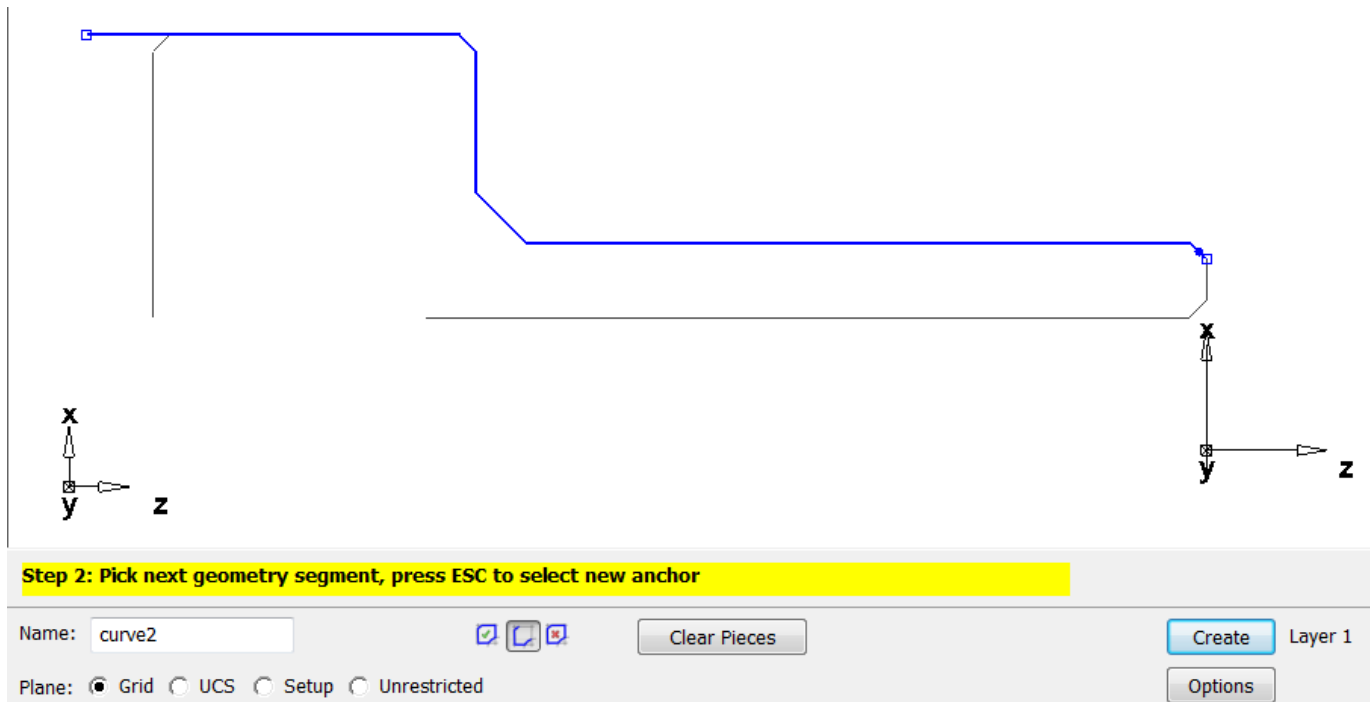 x
x
y
z
y
z
Step 2: Pick next geometry segment, press ESC to select new anchor
Name: curve2 Clear Pieces Create Layer 1
Plane: Grid UCS Setup Unrestricted Options